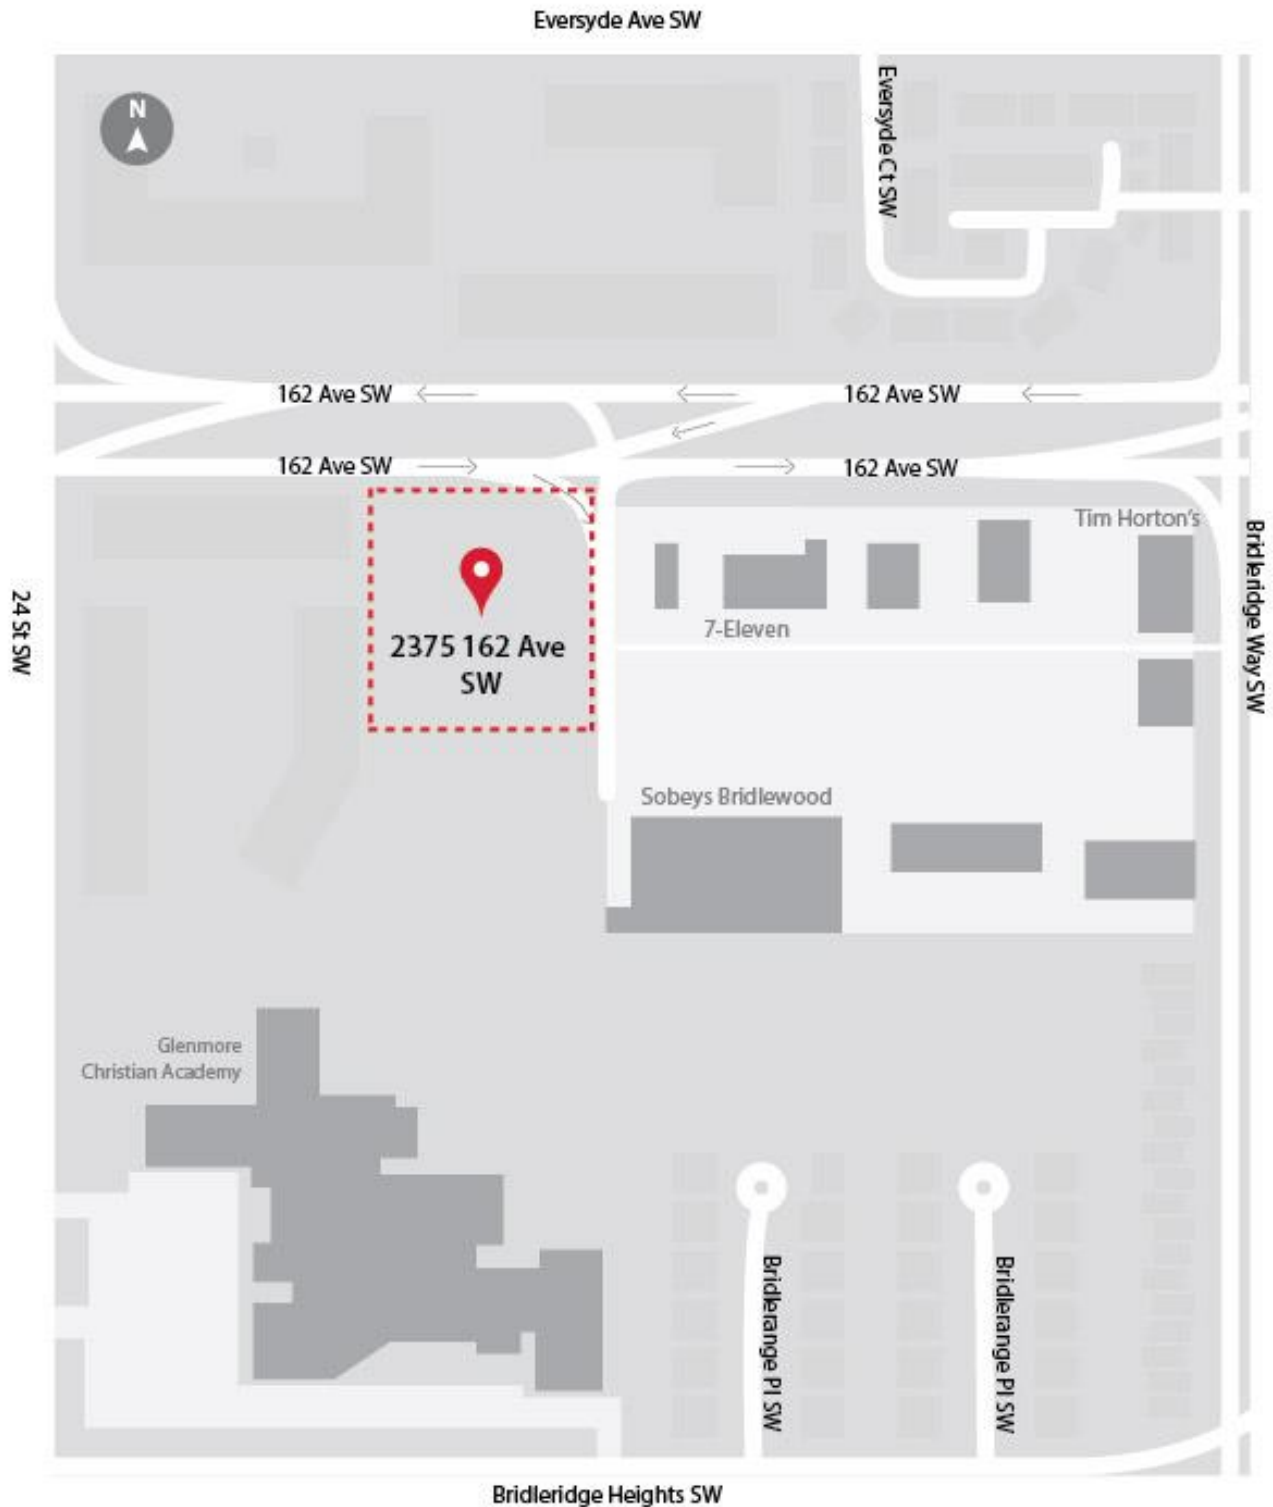 Eversyde Ave SW
N
Eversyde Ct SW
162 Ave SW
162 Ave SW
162 Ave SW
162 Ave SW
Tim Horton's
Bridleridge Way SW
24 St SW
7-Eleven
2375 162 Ave
SW
Sobeys Bridlewood
Glenmore
Christian Academy
Bridlerange Pl SW
Bridlerange Pl SW
Bridleridge Heights SW